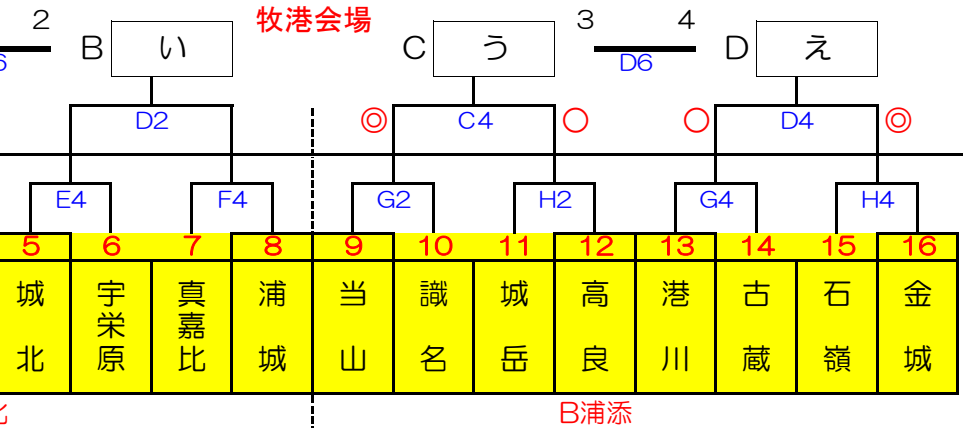 2 牧港会場 3 4
B い C う D6 D え
6
D2 ◎ C4 ○ ○ D4 ◎
E4 F4 G2 H2 G4 H4
5 6 7 8 9 10 11 12 13 14 15 16
城北 宇栄原 真嘉比 浦城 当山 識名 城岳 高良 港川 古蔵 石嶺 金城
B浦添